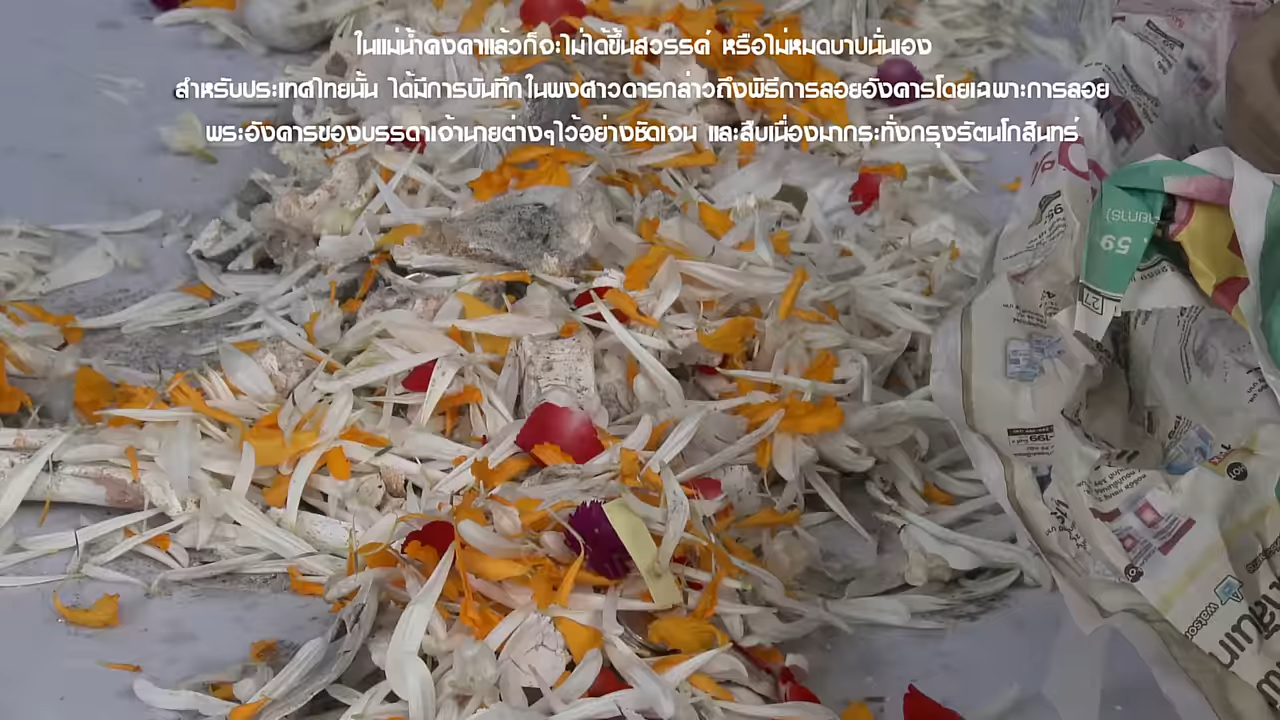 ในแม่น้ำคงคาแล้วก็จะไม่ได้ขึ้นสวรรค์ หรือไม่หมดบาปนั่นเอง
สำหรับประเทศไทยนั้น ได้มีการบันทึกในพงศาวดารกล่าวถึงพิธีการลอยอังคารโดยเฉพาะการลอย
พระอังคารของบรรดาเจ้านายต่างๆไว้อย่างชัดเจน และสืบเนื่องมากระทั่งกรุงรัตนโกสินทร์
59
27
199
watsons